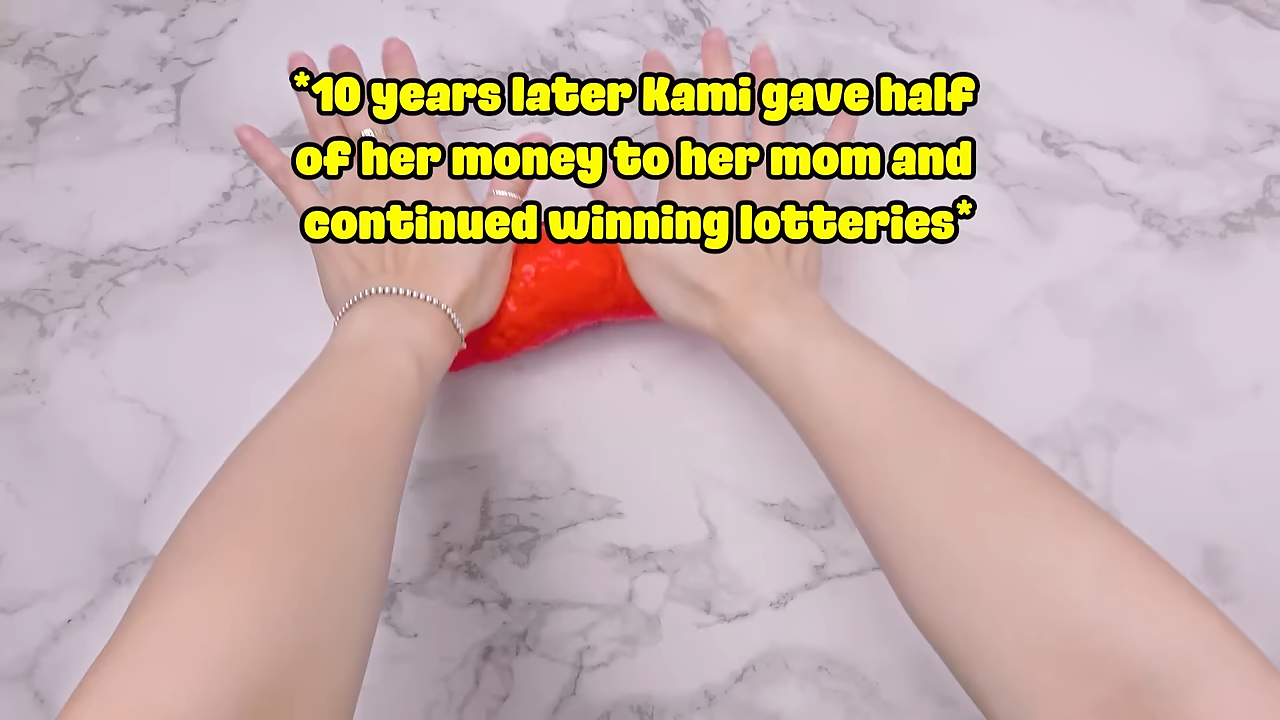 *10 years later Kami gave half
of her money to her mom and
continued winning lotteries*